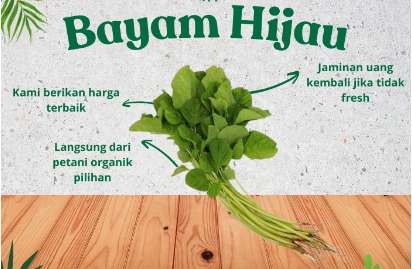 Bayam Hijau
Jaminan uang
kembali jika tidak
fresh
Kami berikan harga
terbaik
Langsung dari
petani organik
pilihan